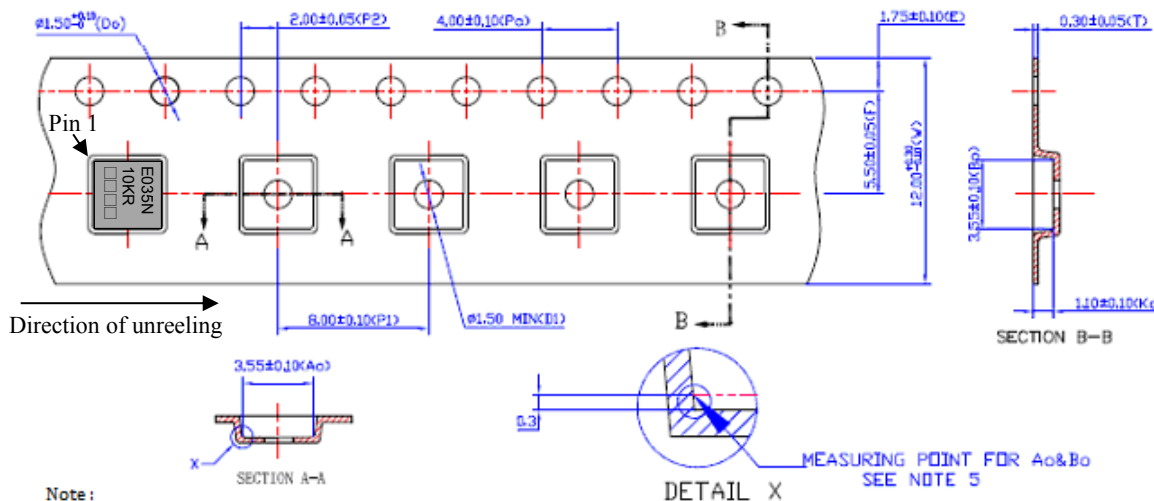 ø1.50 +0.10 -0 (Do)
2.00±0.05(P2)
4.00±0.10(Po)
B
1.75±0.10(E)
0.30±0.05(T)
Pin 1
E035N
10KR
□□□□
A
A
5.50±0.05(F)
3.55±0.10(Bo)
Direction of unreeling
8.00±0.10(P1)
ø1.50 MIN(D1)
B
1.10±0.10(Ko
SECTION B-B
3.55±0.10(Ao)
X
SECTION A-A
0.3
MEASURING POINT FOR Ao&Bo
SEE NOTE 5
DETAIL X
Note: